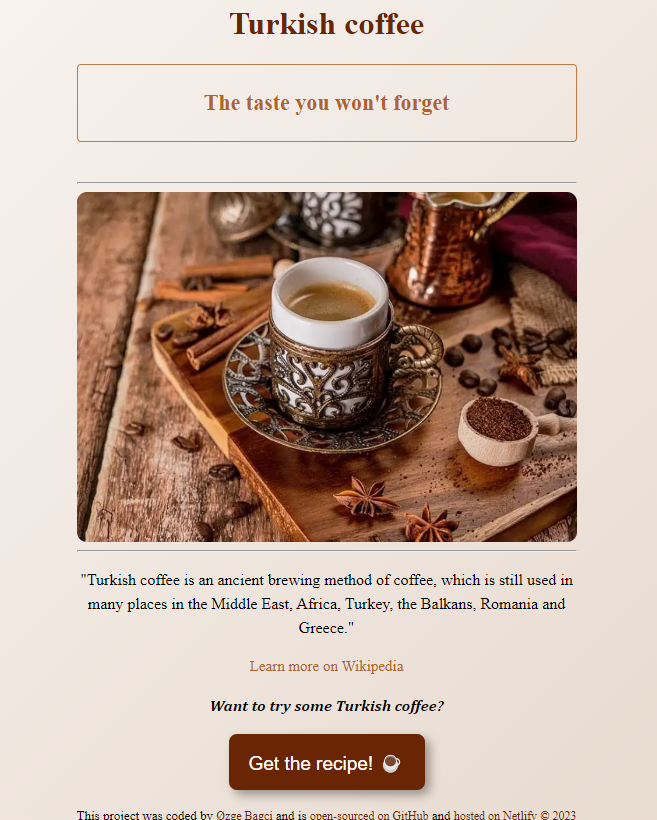 Turkish coffee
The taste you won't forget
"Turkish coffee is an ancient brewing method of coffee, which is still used in
many places in the Middle East, Africa, Turkey, the Balkans, Romania and
Greece."
Learn more on Wikipedia
Want to try some Turkish coffee?
Get the recipe! ☕
This project was coded by Øzge Bagci and is open-sourced on GitHub and hosted on Netlify © 2023